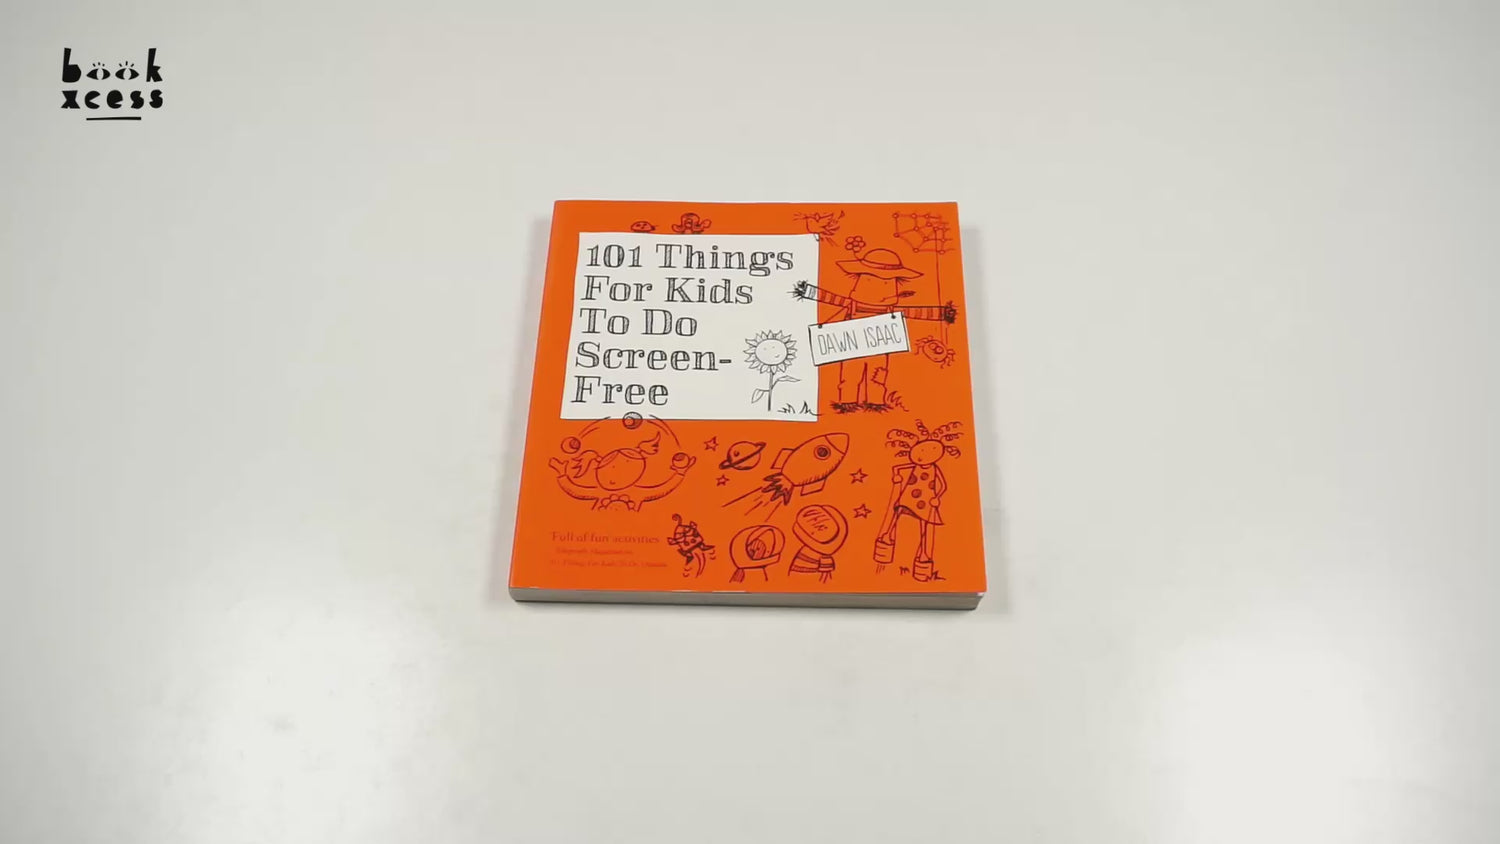 book
xcess
101 Things
For Kids
To Do
Screen-
Free
DAWN ISAAC
'Full of fun activities